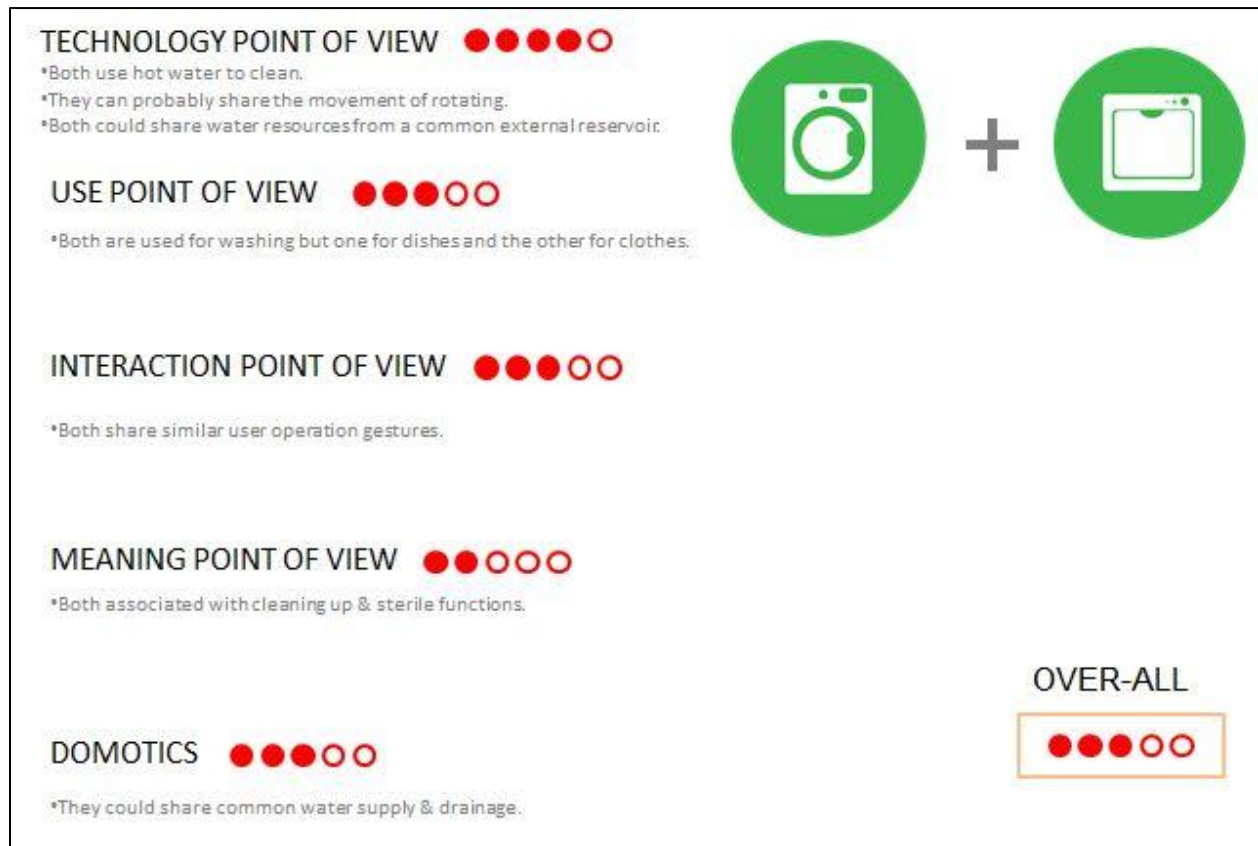 TECHNOLOGY POINT OF VIEW
*Both use hot water to clean.
*They can probably share the movement of rotating.
*Both could share water resources from a common external reservoir.
USE POINT OF VIEW
*Both are used for washing but one for dishes and the other for clothes.
INTERACTION POINT OF VIEW
*Both share similar user operation gestures.
MEANING POINT OF VIEW
*Both associated with cleaning up & sterile functions.
OVER-ALL
DOMOTICS
*They could share common water supply & drainage.